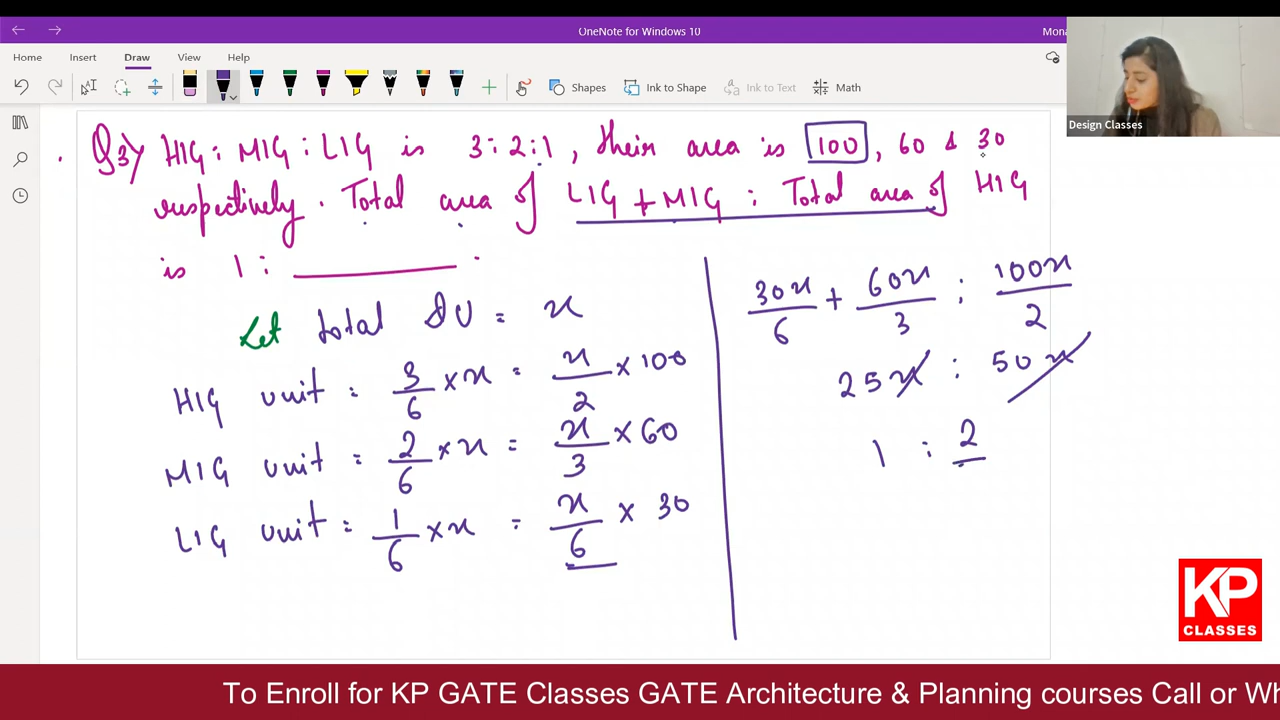 OneNote for Windows 10
Mona
Home Insert Draw View Help
Shapes Ink to Shape Ink to Text Math
Design Classes
Q3) HIG : MIG : LIG is 3:2:1, their area is 100, 60 & 30
respectively. Total area of LIG + MIG : Total area of HIG
is 1 : ______ .
Let total DU = x
HIG unit = 3/6 × x = x/2 × 100
MIG unit = 2/6 × x = x/3 × 60
LIG unit = 1/6 × x = x/6 × 30
30x/6 + 60x/3 : 100x/2
25x : 50x
1 : 2
KP
CLASSES
To Enroll for KP GATE Classes GATE Architecture & Planning courses Call or Wh